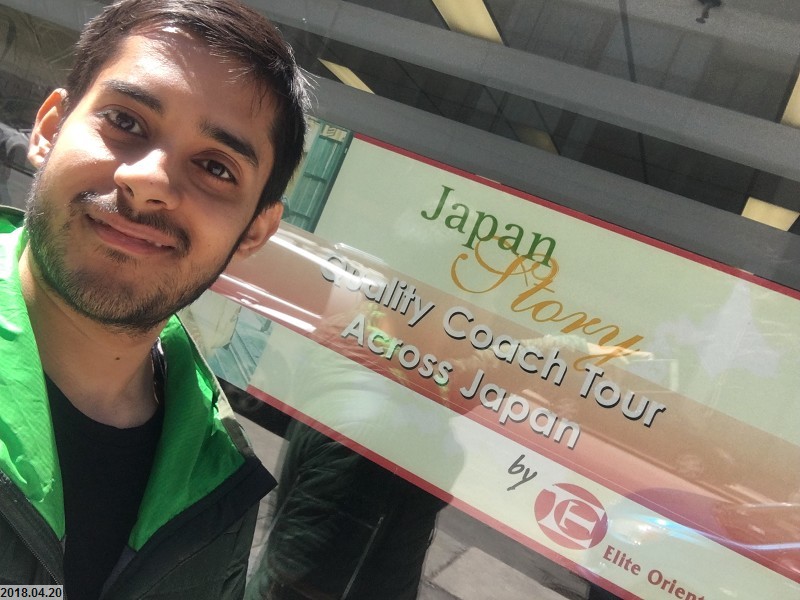 Japan
Story
Quality Coach Tour
Across Japan
by
Elite Orient
2018.04.20